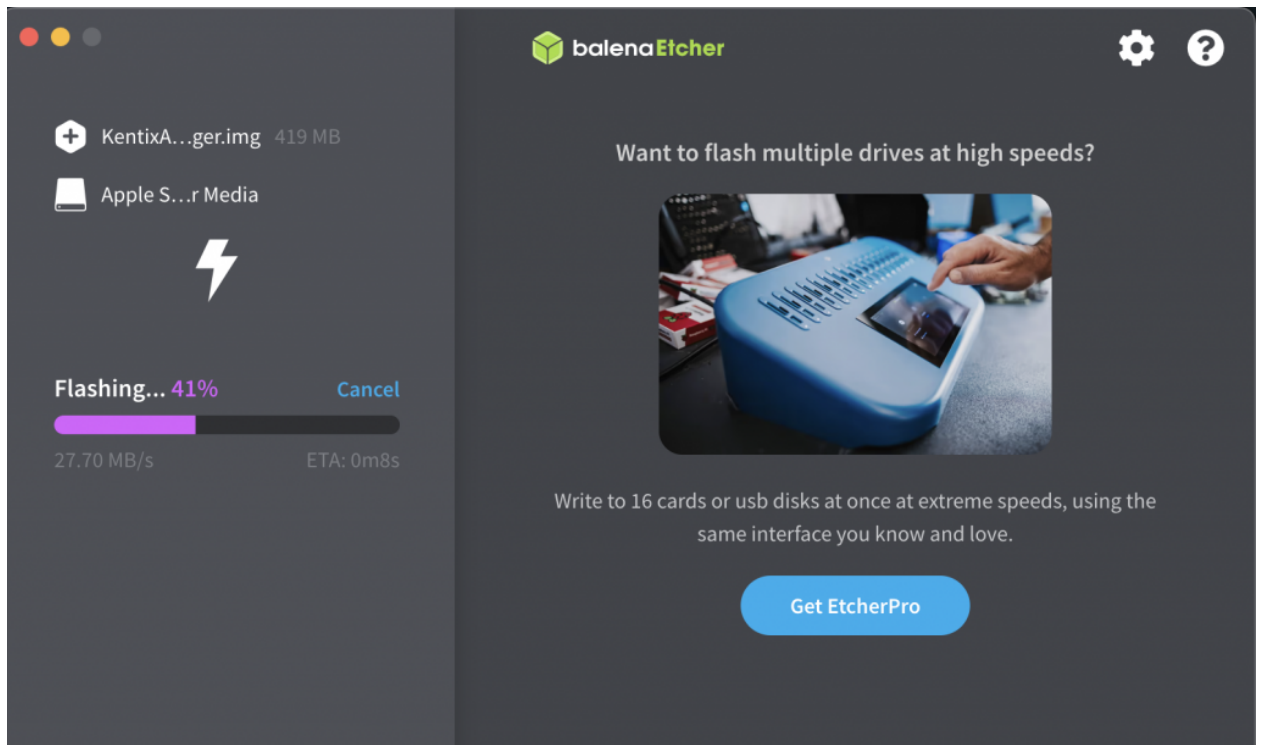 balenaEtcher
KentixA...ger.img 419 MB
Apple S...r Media
Flashing... 41% Cancel
27.70 MB/s ETA: 0m8s
Want to flash multiple drives at high speeds?
Write to 16 cards or usb disks at once at extreme speeds, using the
same interface you know and love.
Get EtcherPro